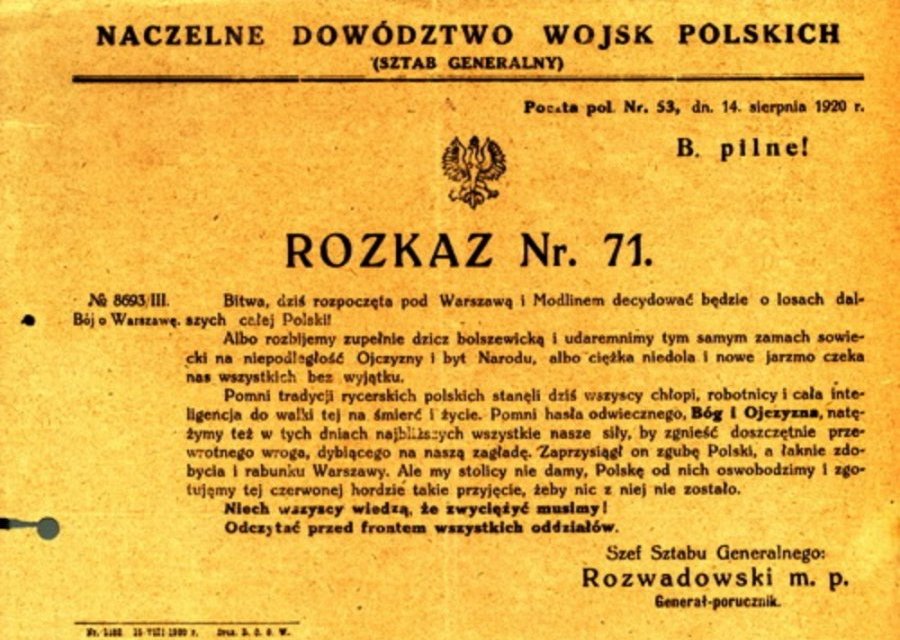 NACZELNE DOWÓDZTWO WOJSK POLSKICH
(SZTAB GENERALNY)
Poczta pol. Nr. 53, dn. 14. sierpnia 1920 r.
B. pilne!
ROZKAZ Nr. 71.
№ 8693/III. Bitwa, dziś rozpoczęta pod Warszawą i Modlinem decydować będzie o losach dal-
Bój o Warszawę. szych całej Polski!
Albo rozbijemy zupełnie dzicz bolszewicką i udaremnimy tym samym zamach sowie-
cki na niepodległość Ojczyzny i byt Narodu, albo ciężka niedola i nowe jarzmo czeka
nas wszystkich bez wyjątku.
Pomni tradycji rycerskich polskich stanęli dziś wszyscy chłopi, robotnicy i cała inte-
ligencja do walki tej na śmierć i życie. Pomni hasła odwiecznego, Bóg i Ojczyzna, natę-
żymy też w tych dniach najbliższych wszystkie nasze siły, by zgnieść doszczętnie prze-
wrotnego wroga, dybiącego na naszą zagładę. Zaprzysiągł on zgubę Polski, a łaknie zdo-
bycia i rabunku Warszawy. Ale my stolicy nie damy, Polskę od nich oswobodzimy i zgo-
tujemy tej czerwonej hordzie takie przyjęcie, żeby nic z niej nie zostało.
Niech wszyscy wiedzą, że zwyciężyć musimy!
Odczytać przed frontem wszystkich oddziałów.
Szef Sztabu Generalnego:
Rozwadowski m. p.
Generał-porucznik.